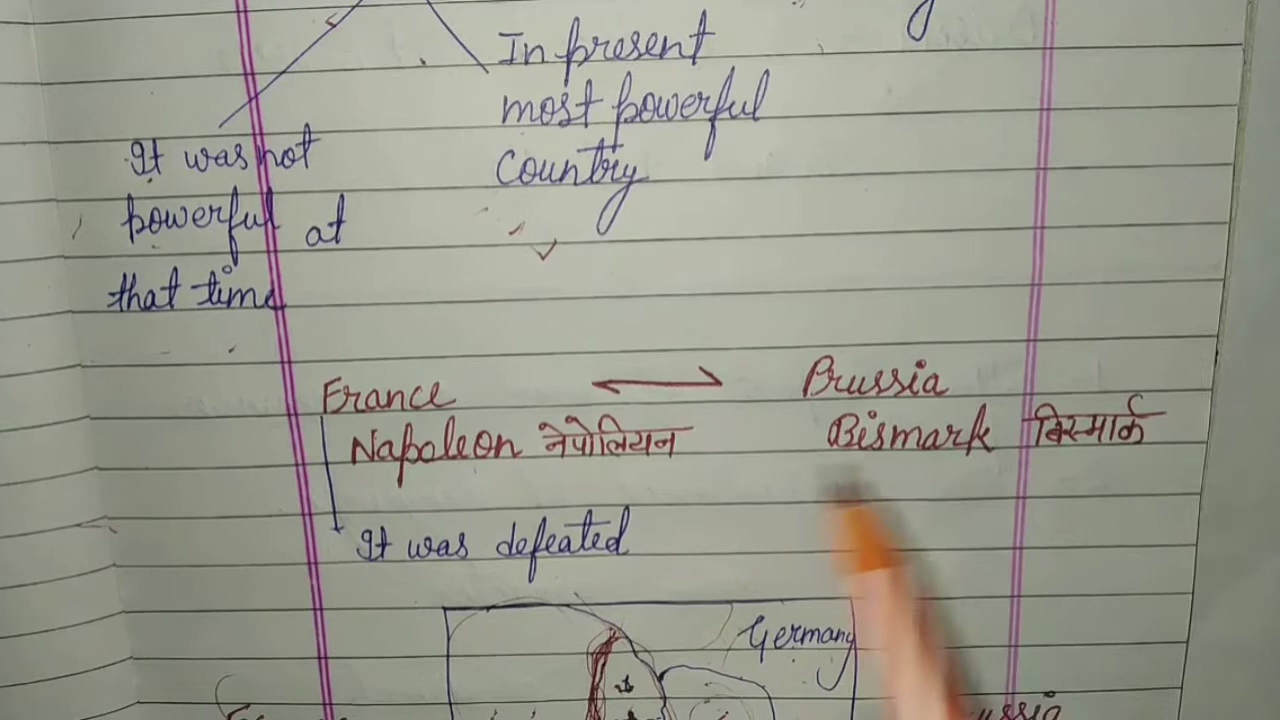 In present
most powerful
Country
It was not
powerful at
that time
France Prussia
Napoleon नेपोलियन Bismark बिस्मार्क
It was defeated
Germany